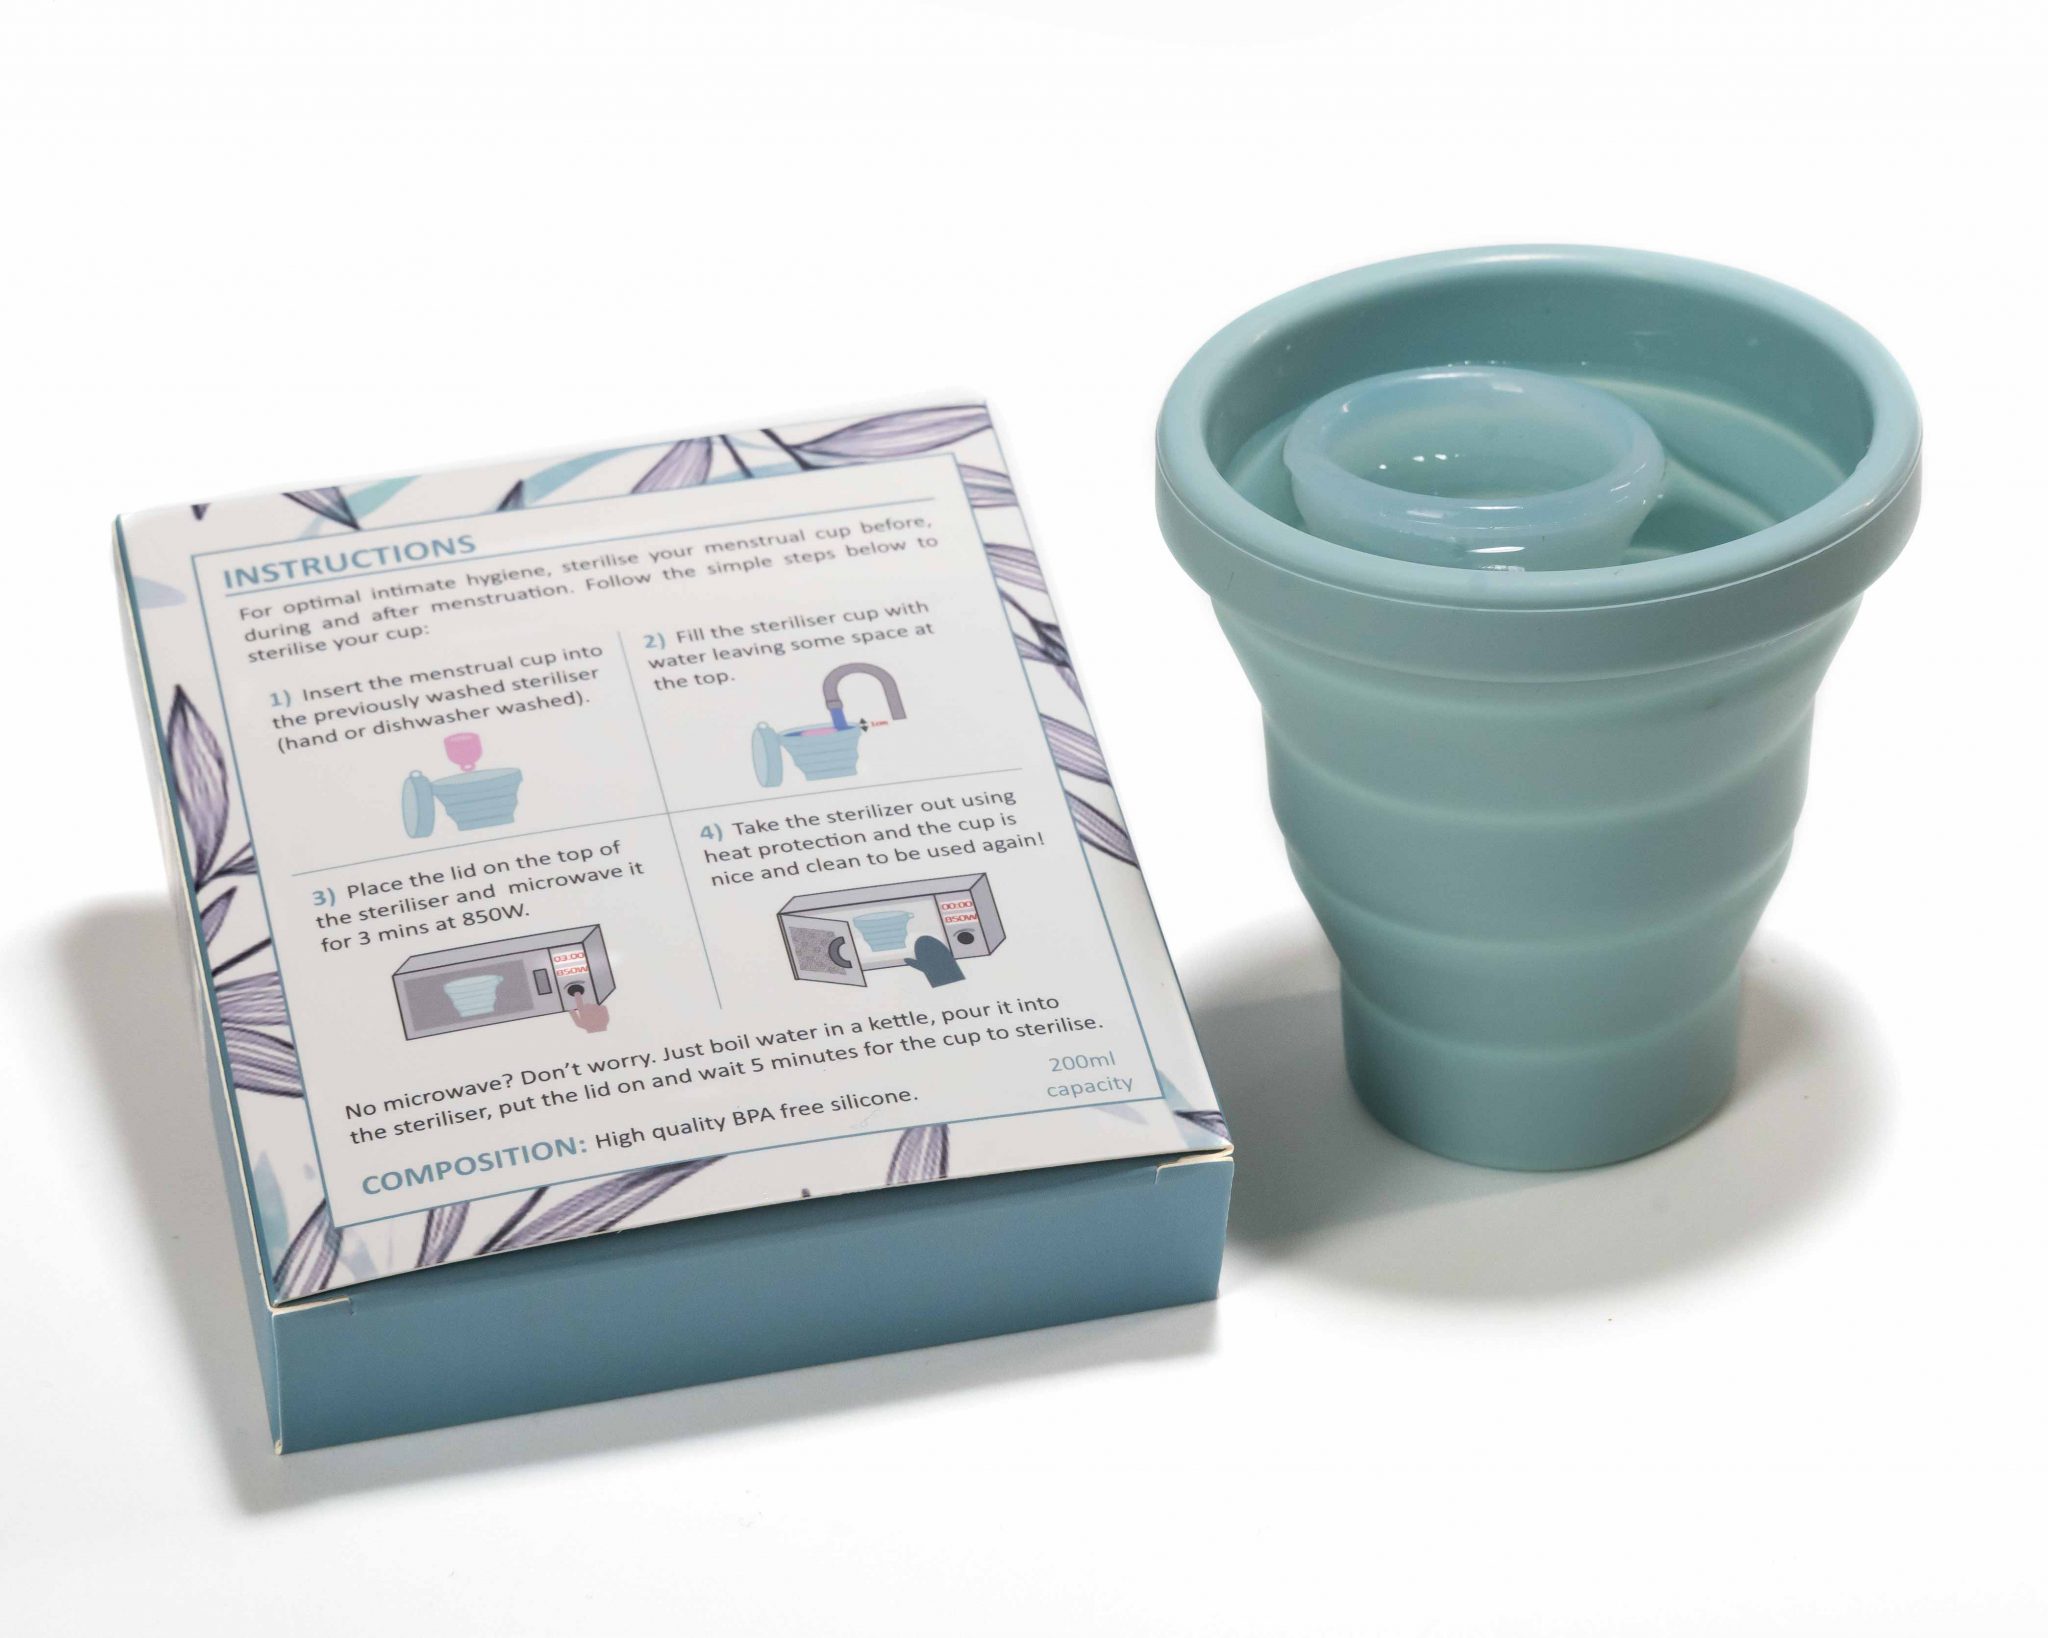 INSTRUCTIONS
For optimal intimate hygiene, sterilise your menstrual cup before,
during and after menstruation. Follow the simple steps below to
sterilise your cup:
1) Insert the menstrual cup into
the previously washed steriliser
(hand or dishwasher washed).
2) Fill the steriliser cup with
water leaving some space at
the top.
1cm
3) Place the lid on the top of
the steriliser and microwave it
for 3 mins at 850W.
03:00
850W
4) Take the sterilizer out using
heat protection and the cup is
nice and clean to be used again!
00:00
850W
No microwave? Don't worry. Just boil water in a kettle, pour it into
the steriliser, put the lid on and wait 5 minutes for the cup to sterilise.
COMPOSITION: High quality BPA free silicone.
200ml
capacity